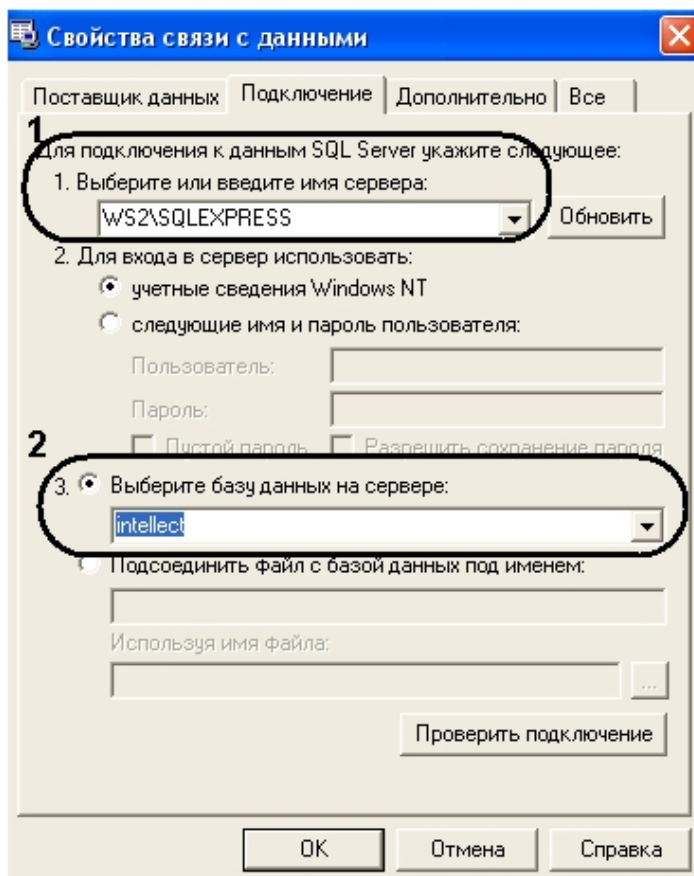 Свойства связи с данными
Поставщик данных Подключение Дополнительно Все
1
Для подключения к данным SQL Server укажите следующее:
1. Выберите или введите имя сервера:
WS2\SQLEXPRESS Обновить
2. Для входа в сервер использовать:
учетные сведения Windows NT
следующие имя и пароль пользователя:
Пользователь:
Пароль:
2
Пустой пароль Разрешить сохранение пароля
3. Выберите базу данных на сервере:
intellect
Подсоединить файл с базой данных под именем:
Используя имя файла:
...
Проверить подключение
OK Отмена Справка